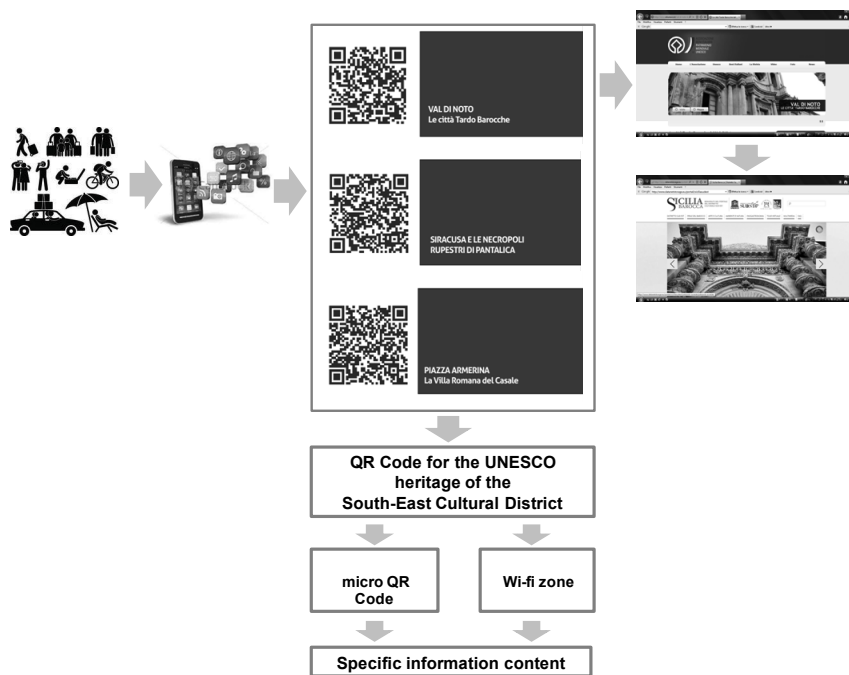 VAL DI NOTO
Le città Tardo Barocche
SIRACUSA E LE NECROPOLI
RUPESTRI DI PANTALICA
PIAZZA ARMERINA
La Villa Romana del Casale
VAL DI NOTO
SICILIA
BAROCCA
QR Code for the UNESCO
heritage of the
South-East Cultural District
micro QR
Code
Wi-fi zone
Specific information content